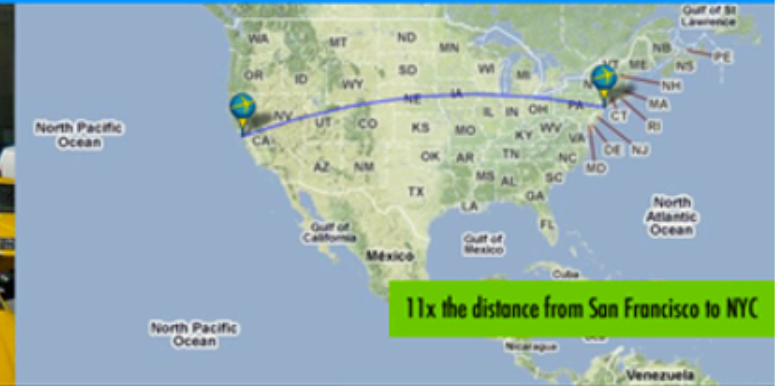 Gulf of St
Lawrence
WA
MT
ND
MN
NB
PE
OR
ID
SD
WI
MI
VT
ME
NS
WY
NH
NE
IA
PA
MA
NV
UT
CO
IL
IN
OH
CT
RI
North Pacific
Ocean
CA
KS
MO
KY
WV
VA
DE
NJ
MD
AZ
NM
OK
AR
TN
NC
TX
MS
AL
SC
GA
LA
FL
North
Atlantic
Ocean
Gulf of
California
Gulf of
Mexico
México
Cuba
11x the distance from San Francisco to NYC
North Pacific
Ocean
Nicaragua
Venezuela